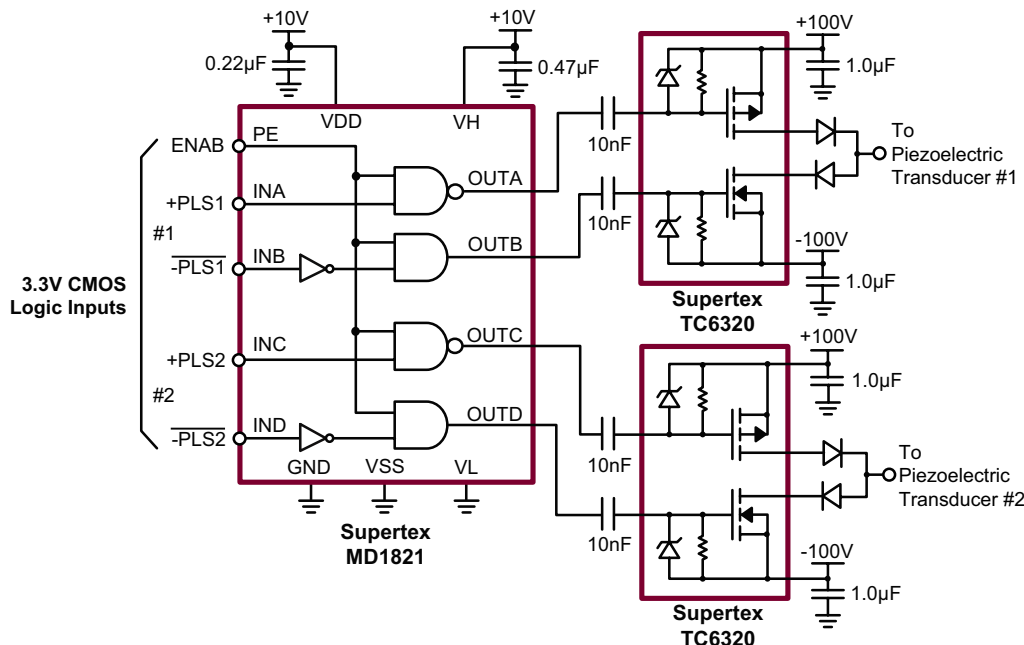 +10V
+10V
0.22µF
0.47µF
VDD
VH
ENAB
PE
+PLS1
INA
OUTA
#1
-PLS1
INB
OUTB
3.3V CMOS
Logic Inputs
+PLS2
INC
OUTC
#2
-PLS2
IND
OUTD
GND
VSS
VL
Supertex
MD1821
10nF
10nF
+100V
1.0µF
To
Piezoelectric
Transducer #1
-100V
1.0µF
Supertex
TC6320
10nF
10nF
+100V
1.0µF
To
Piezoelectric
Transducer #2
-100V
1.0µF
Supertex
TC6320